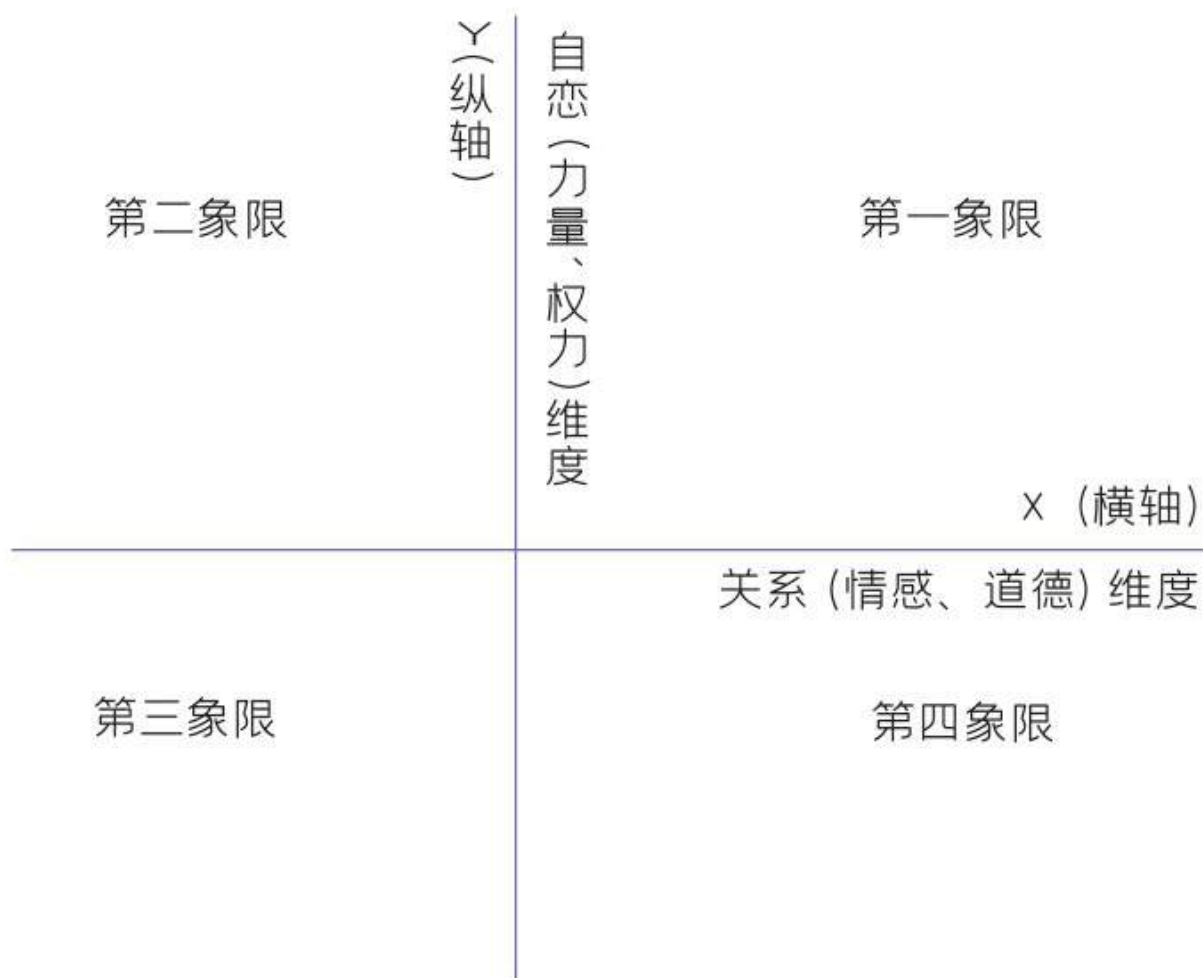 Y(纵轴)
自恋(力量、权力)维度
第二象限
第一象限
X (横轴)
关系(情感、道德)维度
第三象限
第四象限